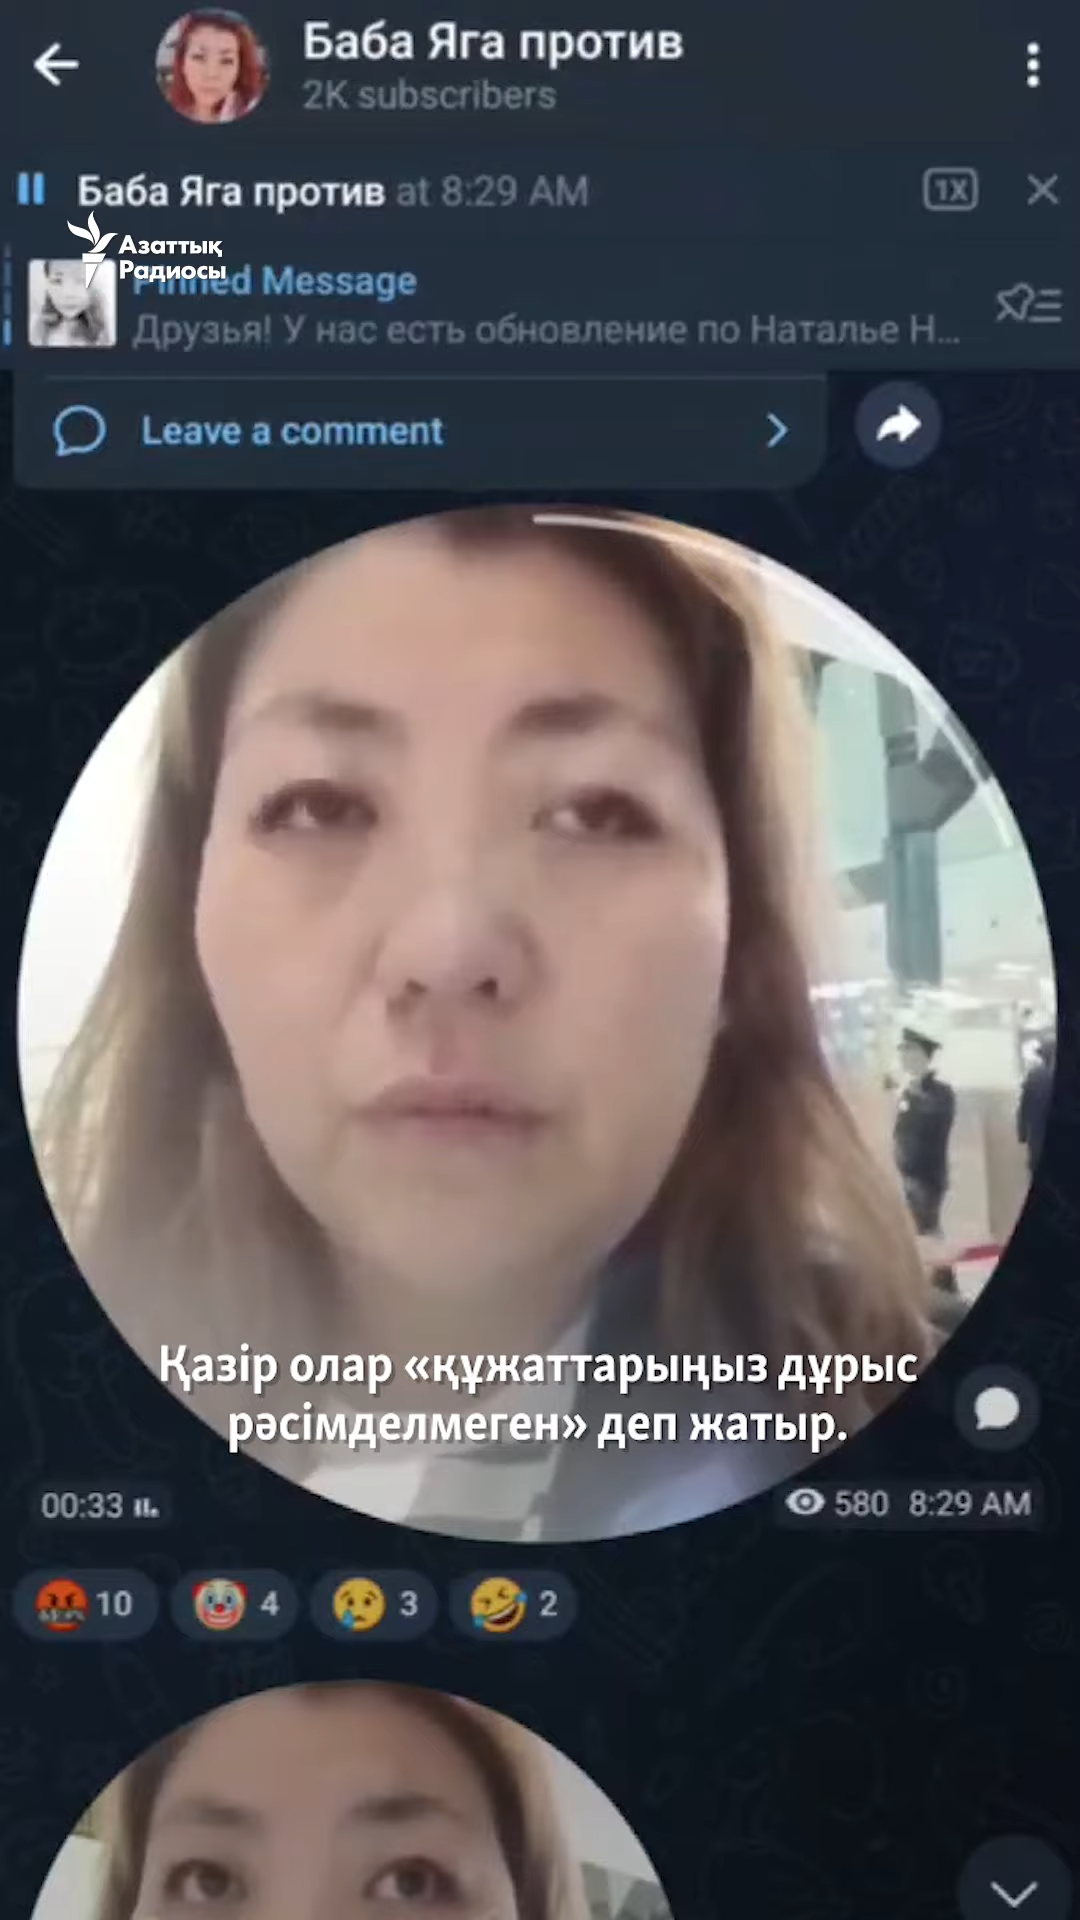 Баба Яга против
2K subscribers
Баба Яга против at 8:29 AM
1X
Азаттық
Радиосы
Pinned Message
Друзья! У нас есть обновление по Наталье Н...
Leave a comment
Қазір олар «құжаттарыңыз дұрыс
рәсімделмеген» деп жатыр.
00:33
580 8:29 AM
10 4 3 2